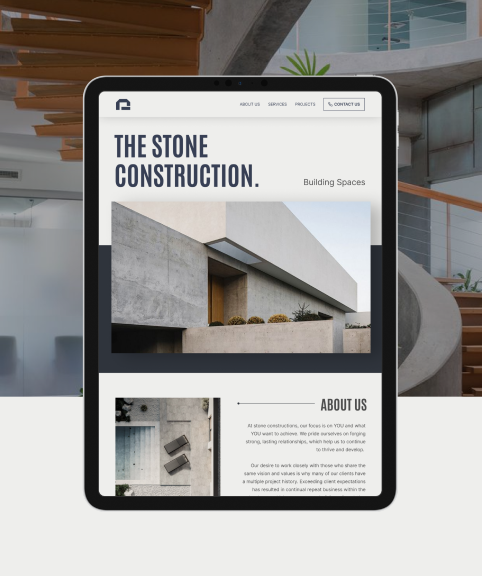 ABOUT US SERVICES PROJECTS CONTACT US
THE STONE
CONSTRUCTION.
Building Spaces
ABOUT US
At stone constructions, our focus is on YOU and what
YOU want to achieve. We pride ourselves on forging
strong, lasting relationships, which help us to continue
to thrive and develop.
Our desire to work closely with those who share the
same vision and values is why many of our clients have
a multiple project history. Exceeding client expectations
has resulted in continual repeat business within the